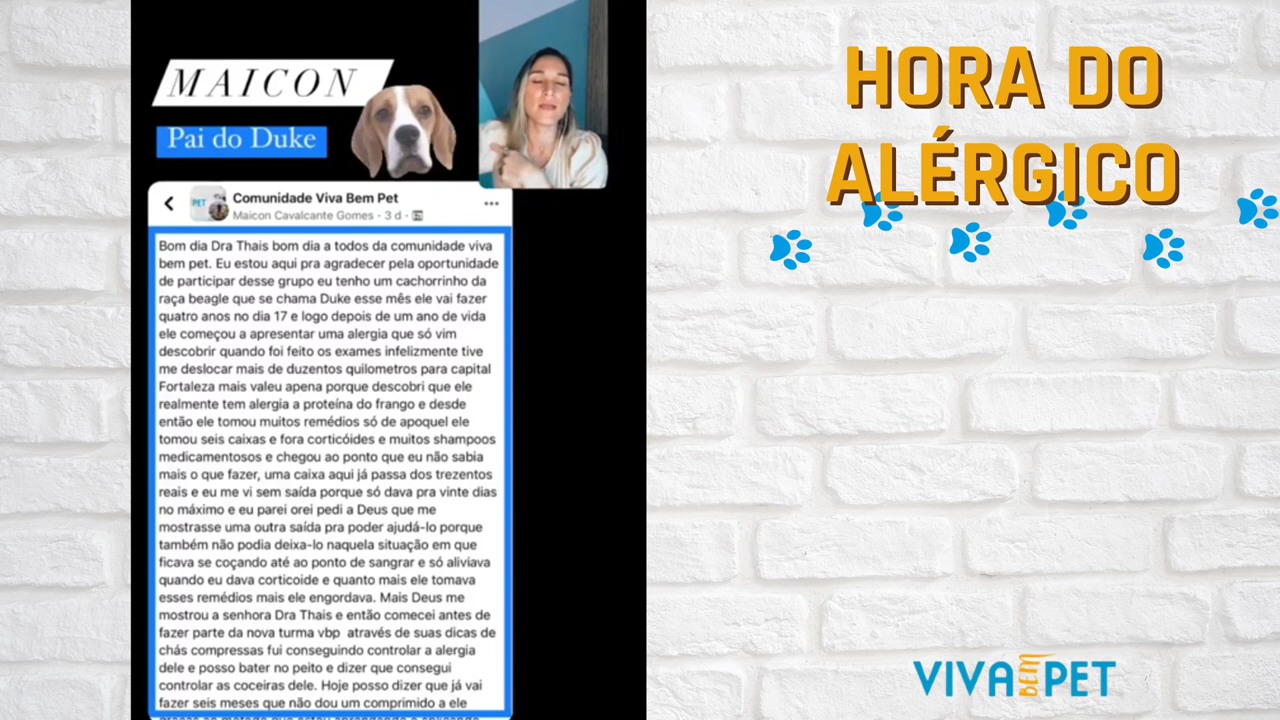 MAICON
Pai do Duke
Comunidade Viva Bem Pet
Maicon Cavalcante Gomes · 3 d ·
PET
Bom dia Dra Thais bom dia a todos da comunidade viva
bem pet. Eu estou aqui pra agradecer pela oportunidade
de participar desse grupo eu tenho um cachorrinho da
raça beagle que se chama Duke esse mês ele vai fazer
quatro anos no dia 17 e logo depois de um ano de vida
ele começou a apresentar uma alergia que só vim
descobrir quando foi feito os exames infelizmente tive
me deslocar mais de duzentos quilometros para capital
Fortaleza mais valeu apena porque descobri que ele
realmente tem alergia a proteína do frango e desde
então ele tomou muitos remédios só de apoquel ele
tomou seis caixas e fora corticóides e muitos shampoos
medicamentosos e chegou ao ponto que eu não sabia
mais o que fazer, uma caixa aqui já passa dos trezentos
reais e eu me vi sem saída porque só dava pra vinte dias
no máximo e eu parei orei pedi a Deus que me
mostrasse uma outra saída pra poder ajudá-lo porque
também não podia deixa-lo naquela situação em que
ficava se coçando até ao ponto de sangrar e só aliviava
quando eu dava corticoide e quanto mais ele tomava
esses remédios mais ele engordava. Mais Deus me
mostrou a senhora Dra Thais e então comecei antes de
fazer parte da nova turma vbp através de suas dicas de
chás compressas fui conseguindo controlar a alergia
dele e posso bater no peito e dizer que consegui
controlar as coceiras dele. Hoje posso dizer que já vai
fazer seis meses que não dou um comprimido a ele
HORA DO
ALÉRGICO
VIVA BEM PET